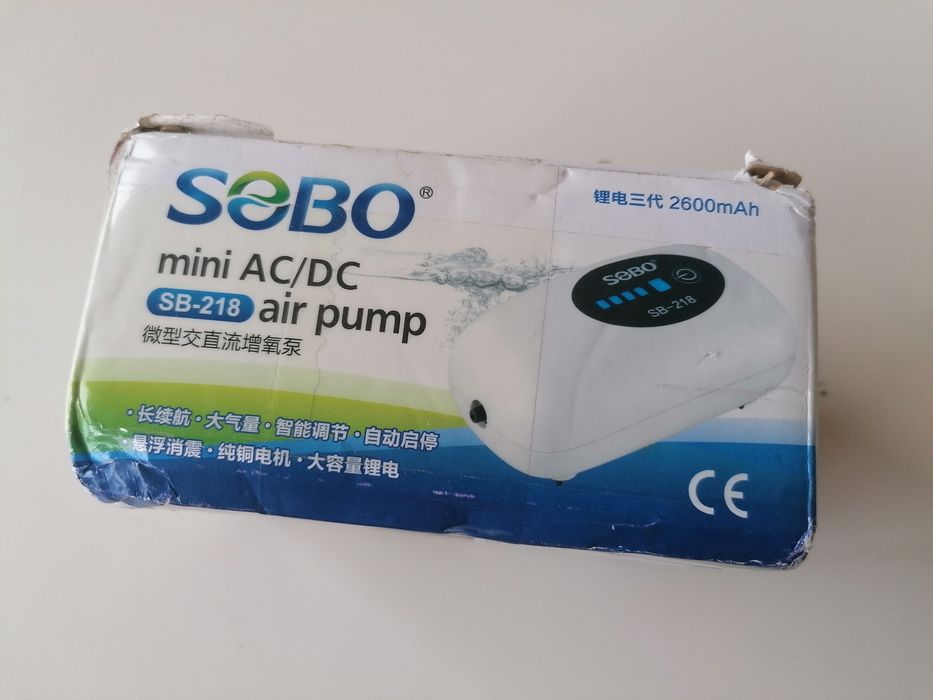 SOBO®
锂电三代 2600mAh
mini AC/DC
SB-218 air pump
微型交直流增氧泵
SOBO
SB-218
·长续航·大气量·智能调节·自动启停
·悬浮消震·纯铜电机·大容量锂电
CE